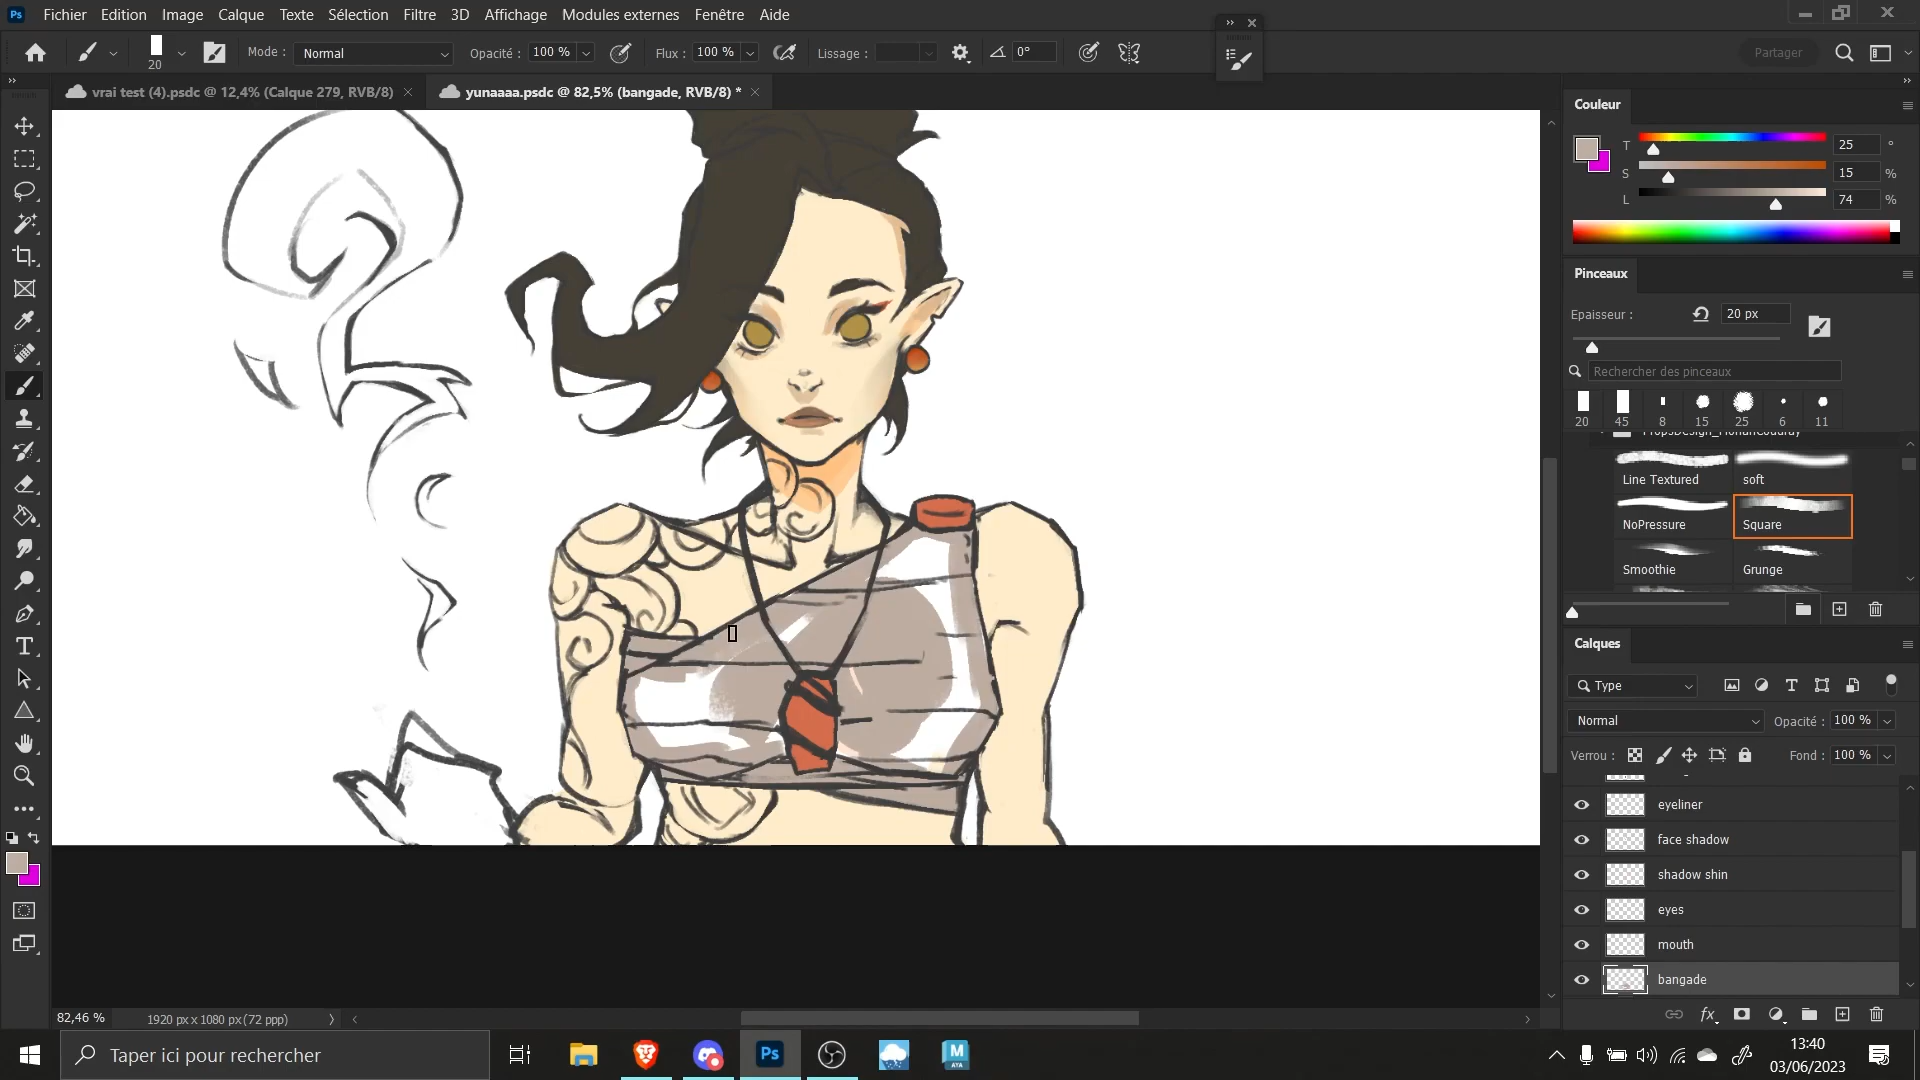 Ps Fichier Edition Image Calque Texte Sélection Filtre 3D Affichage Modules externes Fenêtre Aide
20 Mode : Normal Opacité : 100 % Flux : 100 % Lissage : 0° Partager
vrai test (4).psdc @ 12,4% (Calque 279, RVB/8) yunaaaa.psdc @ 82,5% (bangade, RVB/8) *
Couleur
T 25 °
S 15 %
L 74 %
Pinceaux
Epaisseur : 20 px
Rechercher des pinceaux
20 45 8 15 25 6 11
Line Textured soft
NoPressure Square
Smoothie Grunge
Calques
Type
Normal Opacité : 100 %
Verrou : Fond : 100 %
eyeliner
face shadow
shadow shin
eyes
mouth
bangade
fx
82,46 % 1920 px x 1080 px (72 ppp)
Taper ici pour rechercher
Ps
M
AYA
13:40
03/06/2023